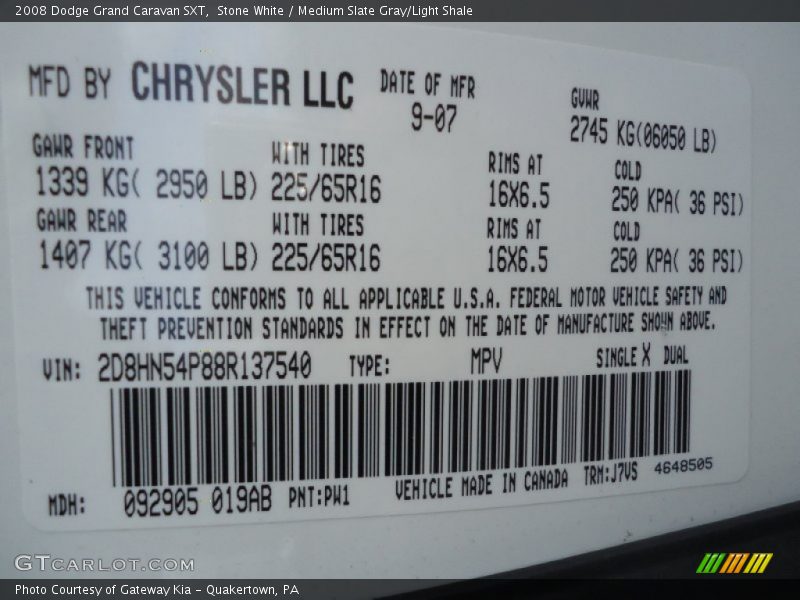 2008 Dodge Grand Caravan SXT,  Stone White / Medium Slate Gray/Light Shale
MFD BY CHRYSLER LLC
DATE OF MFR
9-07
GVWR
2745 KG(06050 LB)
GAWR FRONT WITH TIRES RIMS AT COLD
1339 KG( 2950 LB) 225/65R16 16X6.5 250 KPA( 36 PSI)
GAWR REAR WITH TIRES RIMS AT COLD
1407 KG( 3100 LB) 225/65R16 16X6.5 250 KPA( 36 PSI)
THIS VEHICLE CONFORMS TO ALL APPLICABLE U.S.A. FEDERAL MOTOR VEHICLE SAFETY AND
THEFT PREVENTION STANDARDS IN EFFECT ON THE DATE OF MANUFACTURE SHOWN ABOVE.
VIN: 2D8HN54P88R137540 TYPE: MPV SINGLE X DUAL
MDH: 092905 019AB PNT:PW1 VEHICLE MADE IN CANADA TRM:J7VS 4648505
GTCARLOT.COM
Photo Courtesy of Gateway Kia – Quakertown, PA